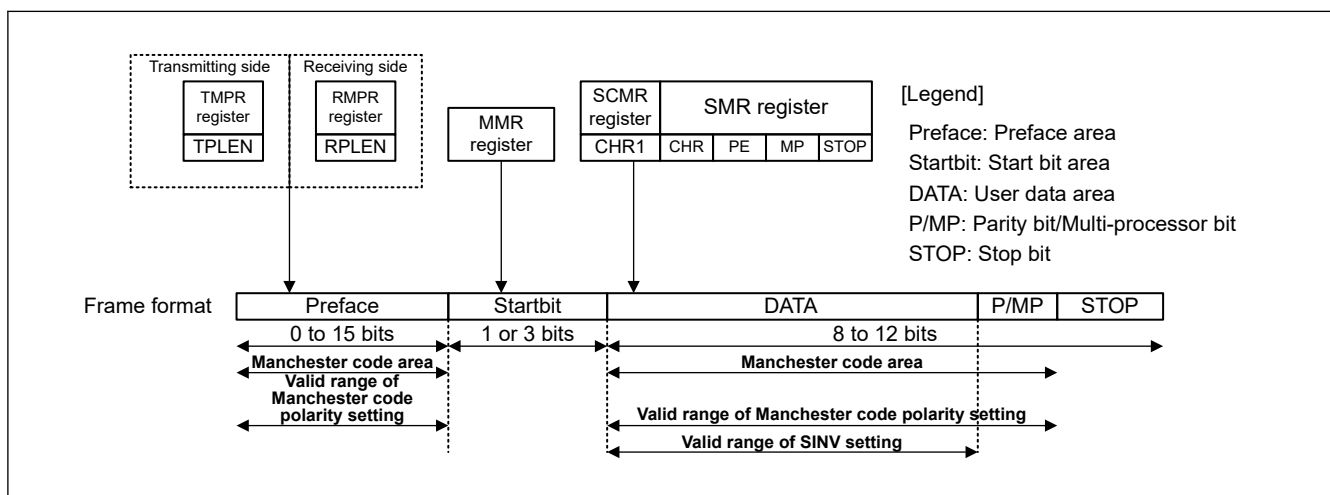 Transmitting side
Receiving side
TMPR
register
TPLEN
RMPR
register
RPLEN
MMR
register
SCMR
register
CHR1
SMR register
CHR
PE
MP
STOP
[Legend]
Preface: Preface area
Startbit: Start bit area
DATA: User data area
P/MP: Parity bit/Multi-processor bit
STOP: Stop bit
Frame format
Preface
Startbit
DATA
P/MP
STOP
0 to 15 bits
1 or 3 bits
8 to 12 bits
Manchester code area
Manchester code area
Valid range of
Manchester code
polarity setting
Valid range of Manchester code polarity setting
Valid range of SINV setting